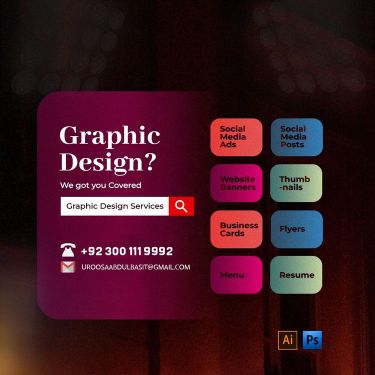 Graphic
Design?
We got you Covered
Graphic Design Services
+92 300 111 9992
UROOSAABDULBASIT@GMAIL.COM
Social
Media
Ads
Social
Media
Posts
Website
Banners
Thumb
-nails
Business
Cards
Flyers
Menu
Resume
Ai
Ps